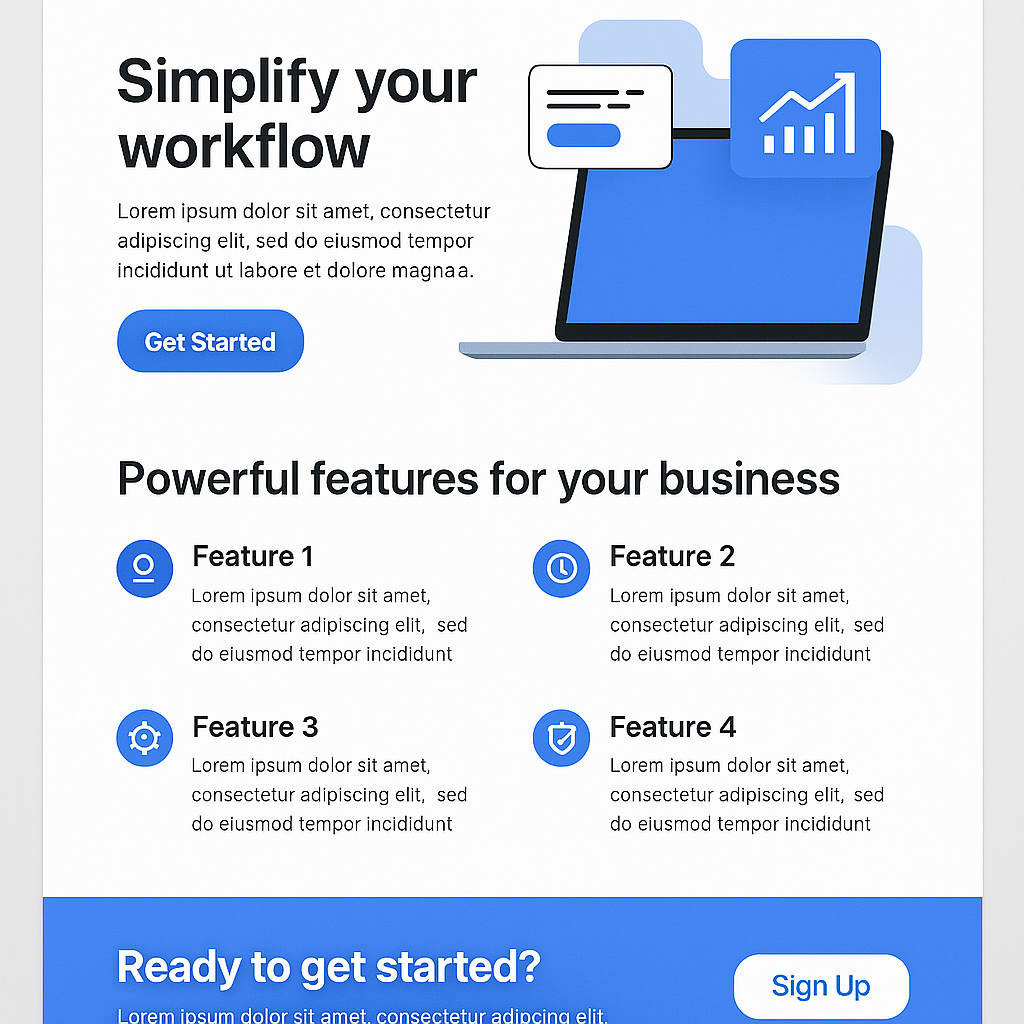 Simplify your
workflow
Lorem ipsum dolor sit amet, consectetur
adipiscing elit, sed do eiusmod tempor
incididunt ut labore et dolore magnaa.
Get Started
Powerful features for your business
Feature 1
Lorem ipsum dolor sit amet,
consectetur adipiscing elit, sed
do eiusmod tempor incididunt
Feature 2
Lorem ipsum dolor sit amet,
consectetur adipiscing elit, sed
do eiusmod tempor incididunt
Feature 3
Lorem ipsum dolor sit amet,
consectetur adipiscing elit, sed
do eiusmod tempor incididunt
Feature 4
Lorem ipsum dolor sit amet,
consectetur adipiscing elit, sed
do eiusmod tempor incididunt
Ready to get started?
Lorem ipsum dolor sit amet, consectetur adipcing elit.
Sign Up